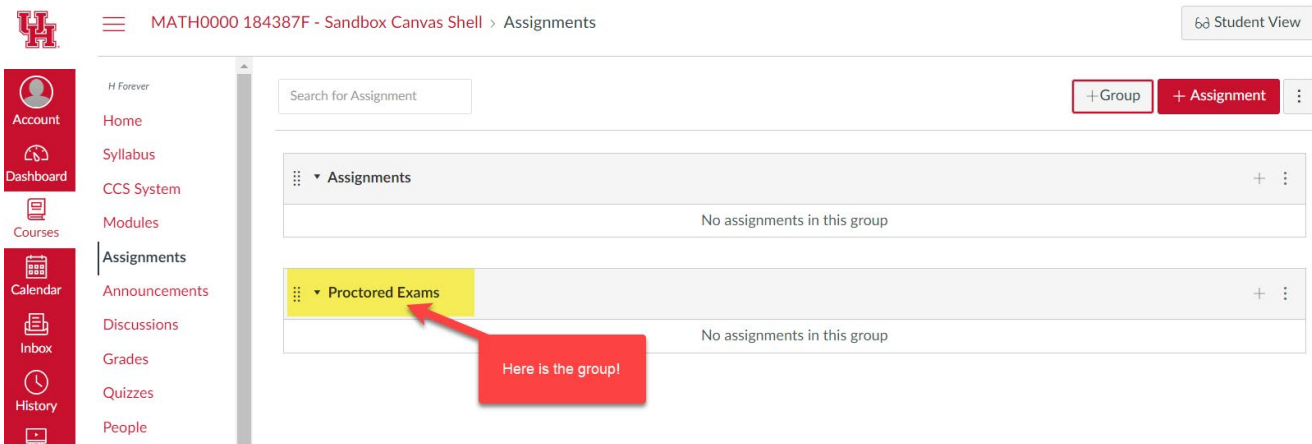 UH
MATH0000 184387F - Sandbox Canvas Shell > Assignments
Student View
Account
Dashboard
Courses
Calendar
Inbox
History
H Forever
Home
Syllabus
CCS System
Modules
Assignments
Announcements
Discussions
Grades
Quizzes
People
Search for Assignment
+Group
+ Assignment
Assignments
No assignments in this group
Proctored Exams
No assignments in this group
Here is the group!